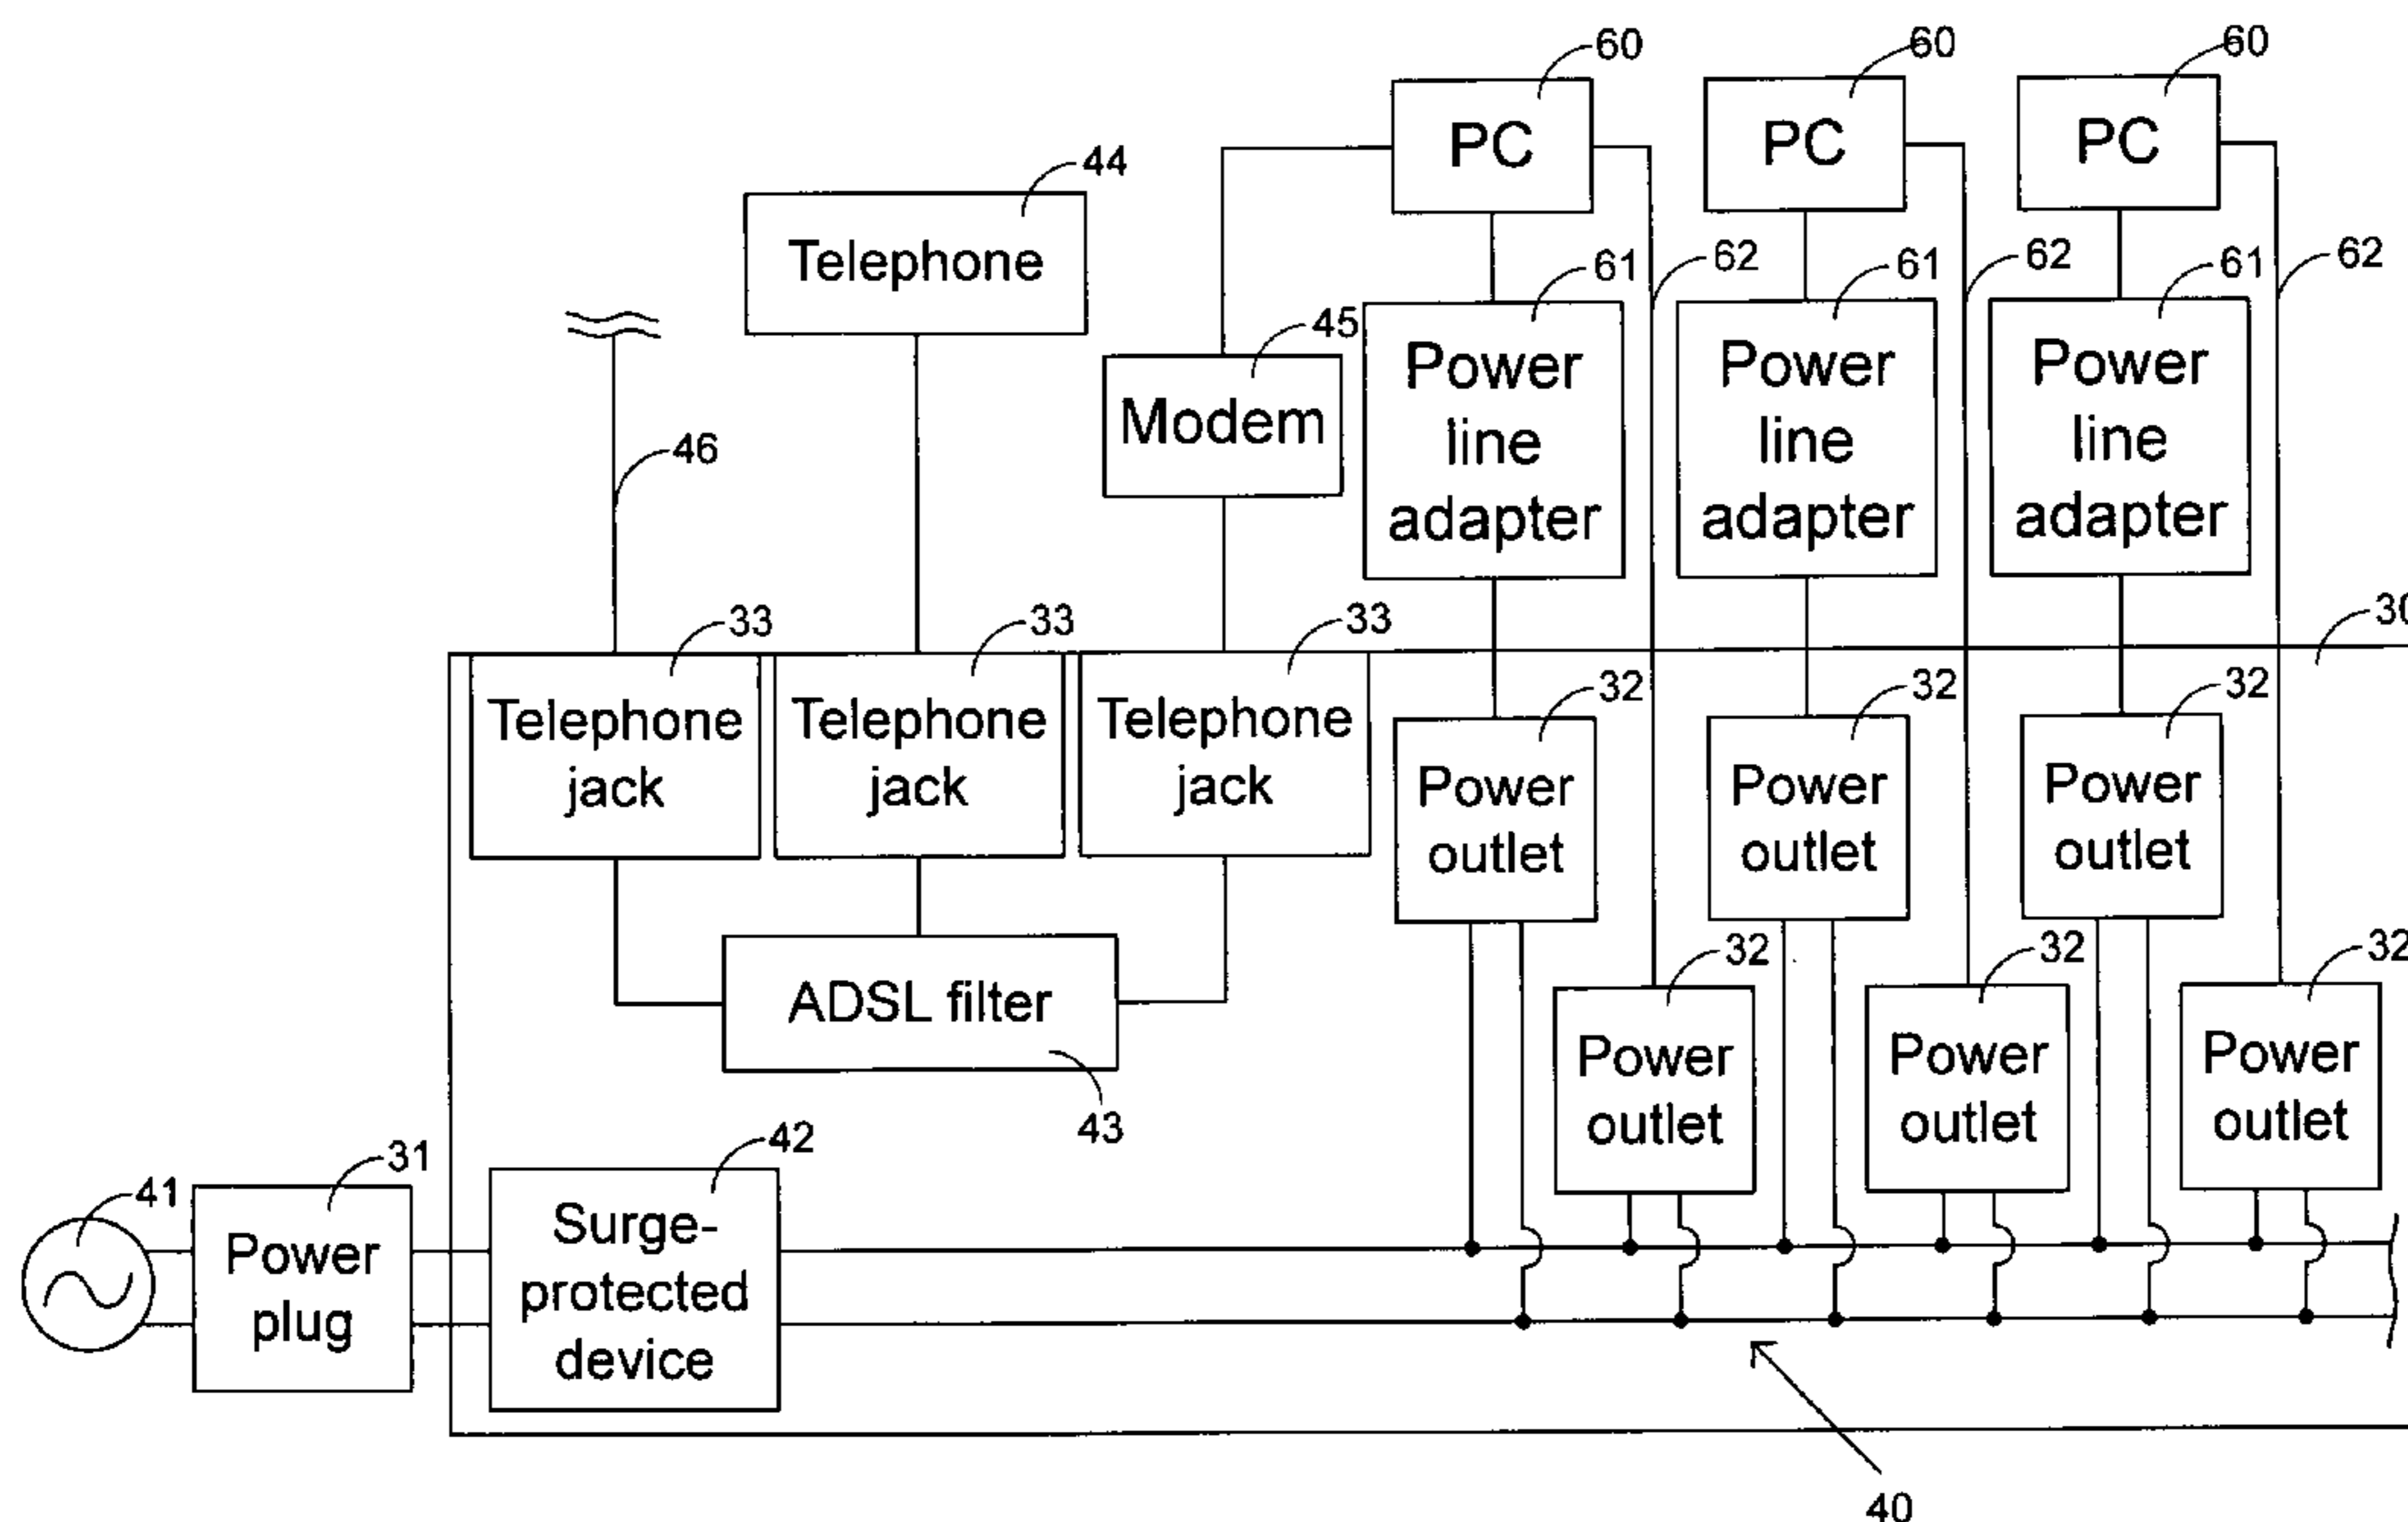 60
60
60
PC
PC
PC
44
Telephone
61
62
61
62
61
62
45
Modem
Power
line
adapter
Power
line
adapter
Power
line
adapter
46
33
33
33
30
Telephone
jack
Telephone
jack
Telephone
jack
32
32
32
Power
outlet
Power
outlet
Power
outlet
ADSL filter
43
32
32
32
Power
outlet
Power
outlet
Power
outlet
41
31
42
Power
plug
Surge-
protected
device
40